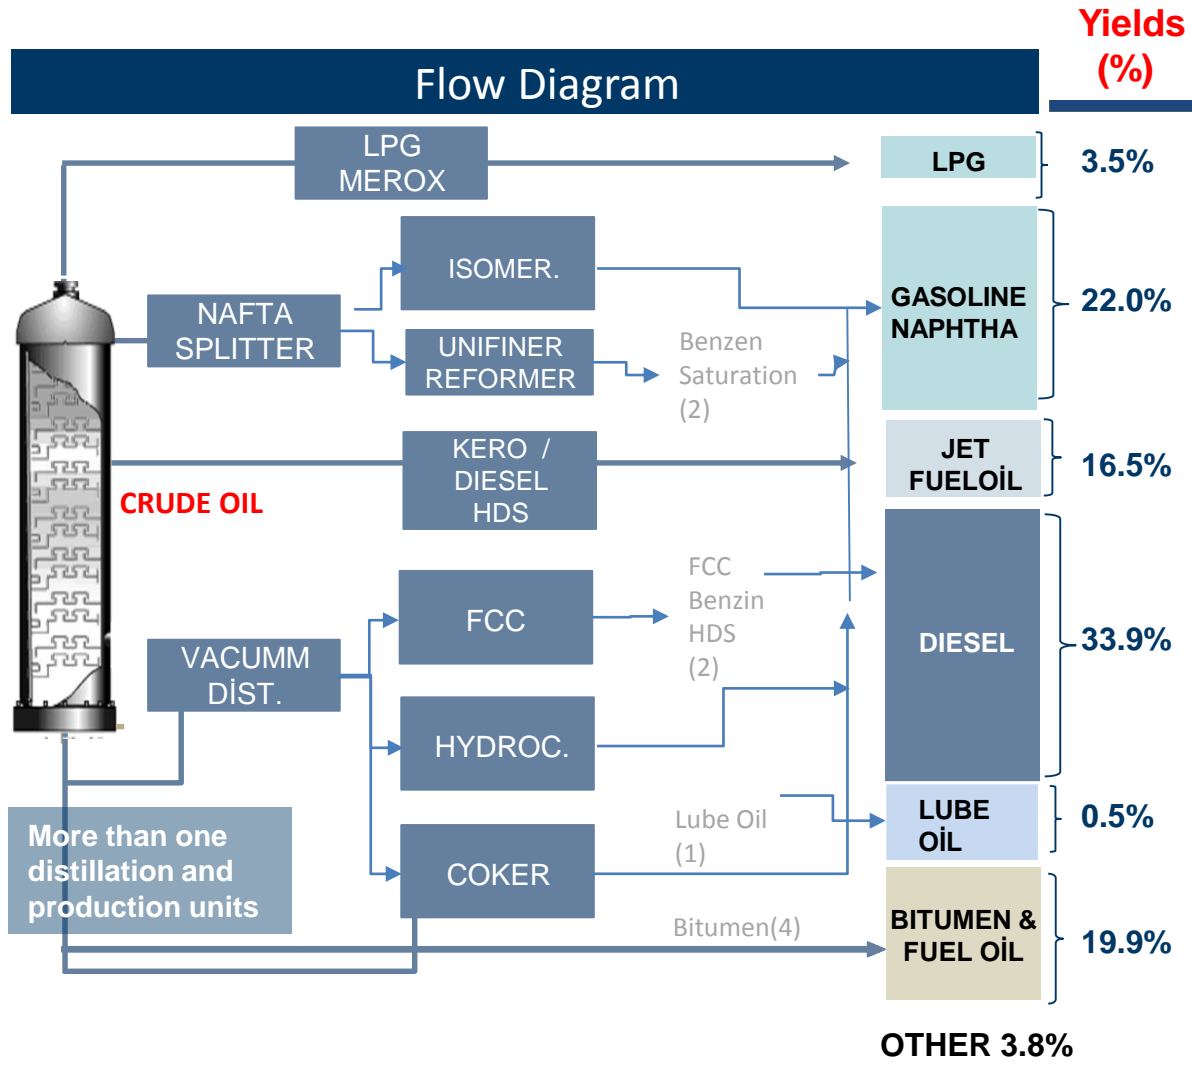 Yields
(%)
Flow Diagram
LPG
MEROX
LPG
3.5%
ISOMER.
NAFTA
SPLITTER
UNIFINER
REFORMER
Benzen
Saturation
(2)
GASOLINE
NAPHTHA
22.0%
KERO /
DIESEL
HDS
JET
FUELOİL
16.5%
CRUDE OIL
FCC
FCC
Benzin
HDS
(2)
DIESEL
33.9%
VACUMM
DİST.
HYDROC.
More than one
distillation and
production units
COKER
Lube Oil
(1)
LUBE
OİL
0.5%
Bitumen(4)
BITUMEN &
FUEL OİL
19.9%
OTHER 3.8%